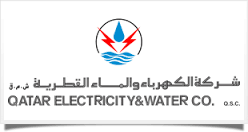 شركة الكهرباء والماء القطرية ش.م.ق
QATAR ELECTRICITY&WATER CO. Q.S.C.